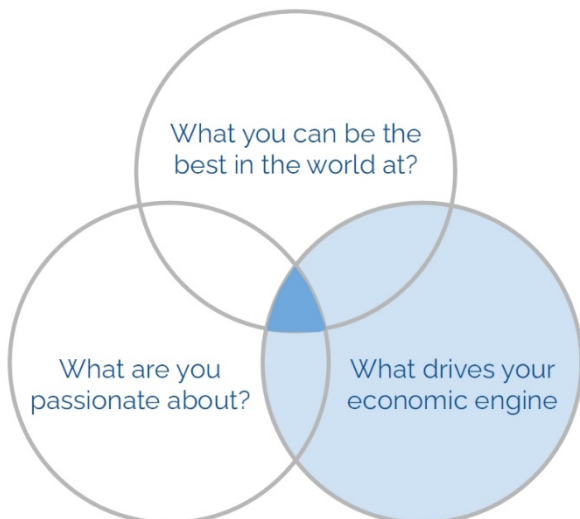 What you can be the
best in the world at?
What are you
passionate about?
What drives your
economic engine